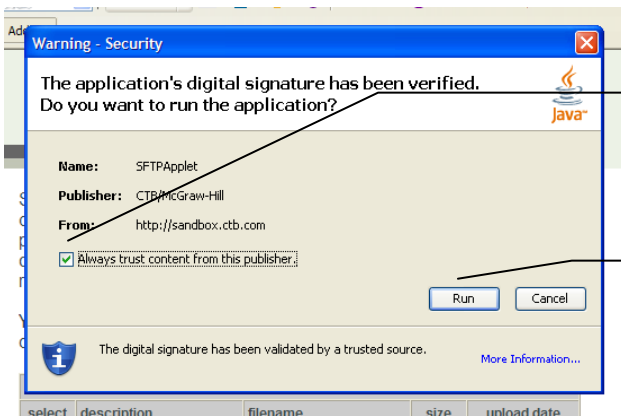 Warning - Security
The application's digital signature has been verified.
Do you want to run the application?
Java
Name: SFTPApplet
Publisher: CTB/McGraw-Hill
From: http://sandbox.ctb.com
Always trust content from this publisher.
Run Cancel
The digital signature has been validated by a trusted source.
More Information...
select description filename size upload date